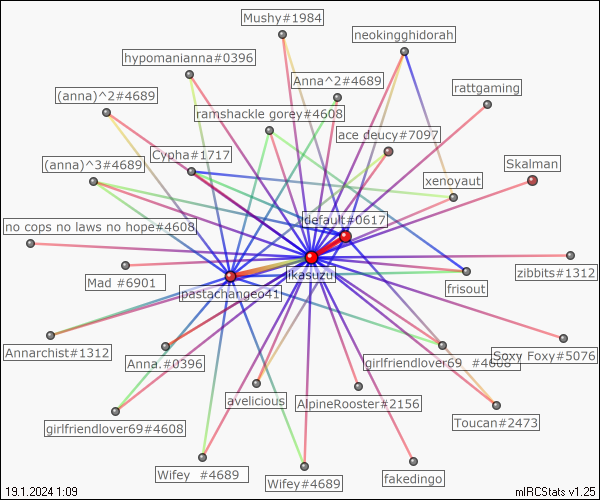 Mushy#1984
neokingghidorah
hypomanianna#0396
Anna^2#4689
rattgaming
(anna)^2#4689
ramshackle gorey#4608
ace deucy#7097
Cypha#1717
(anna)^3#4689
Skalman
xenoyaut
default#0617
no cops no laws no hope#4608
ikasuzu
zibbits#1312
Mad #6901
frisout
pastachangeo41
Annarchist#1312
Anna.#0396
girlfriendlover69 #4608
Soxy Foxy#5076
avelicious
AlpineRooster#2156
Toucan#2473
girlfriendlover69#4608
Wifey #4689
Wifey#4689
fakedingo
19.1.2024 1:09
mIRCStats v1.25